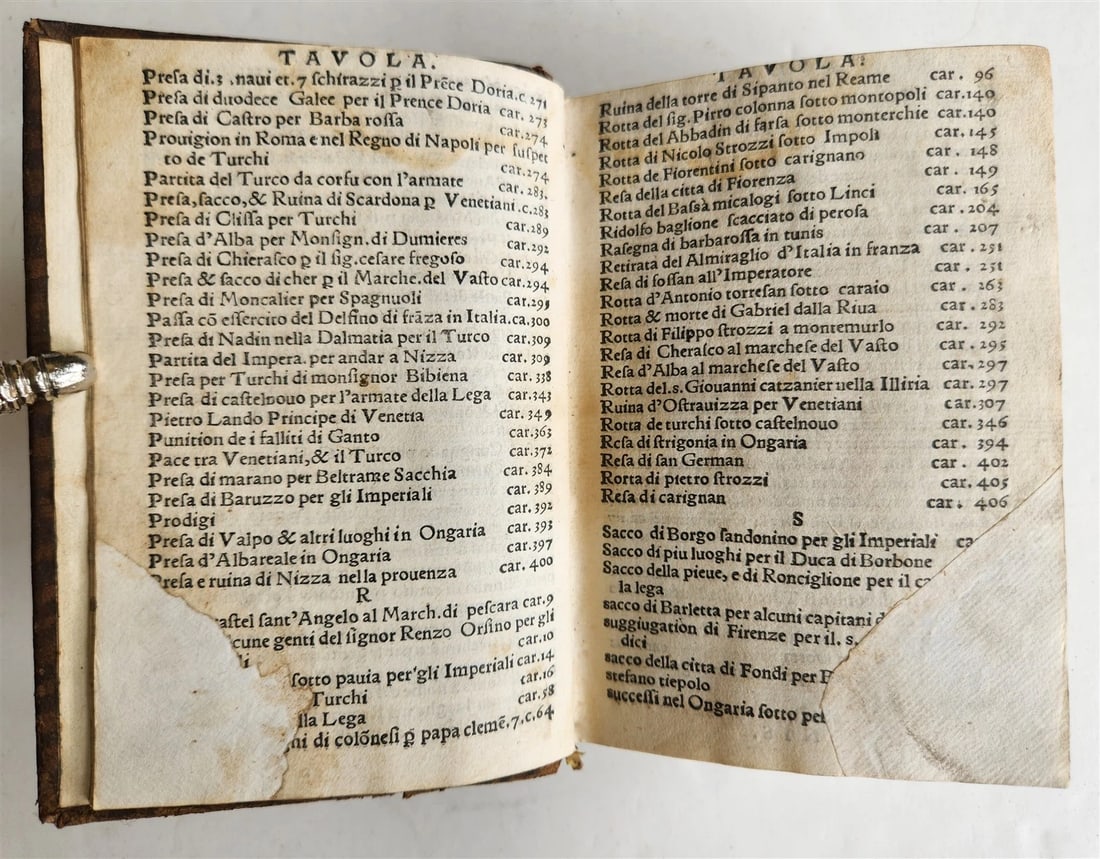 TAVOLA.
Preſa di.3 .naui et.7 ſchirazzi p̱ il Prẽce Doria.c.271
Preſa di duodece Galee per il Prence Doria car. 273
Preſa di Caſtro per Barba roſſa car.274
Prouigion in Roma e nel Regno di Napoli per ſuſpet
to de Turchi car.274
Partita del Turco da corfu con l'armate car. 283.
Preſa,ſacco,& Ruina di Scardona p̱ Venetiani.c.283
Preſa di Cliſſa per Turchi car.289
Preſa d'Alba per Monſign.di Dumieres car.292
Preſa di Chieraſco p̱ il ſig.ceſare fregoſo car.294
Preſa & ſacco di cher p̱ il Marche.del Vaſto car.294
Preſa di Moncalier per Spagnuoli car.295
Paſſa cõ eſſercito del Delfino di frãza in Italia.ca.300
Preſa di Nadin nella Dalmatia per il Turco car.309
Partita del Impera.per andar a Nizza car. 309
Preſa per Turchi di monſignor Bibiena car. 338
Preſa di caſtelnouo per l'armate della Lega car.343
Pietro Lando Principe di Venetia car. 349
Punition de i falliti di Ganto car.363
Pace tra Venetiani,& il Turco car.372
Preſa di marano per Beltrame Sacchia car. 384
Preſa di Baruzzo per gli Imperiali car. 389
Prodigi car. 392
Preſa di Valpo & altri luoghi in Ongaria car. 393
Preſa d'Albareale in Ongaria car.397
Preſa e ruina di Nizza nella prouenza car. 400
R
aſtel ſant'Angelo al March.di peſcara car.9
cune genti del ſignor Renzo Orſino per gli
li car.10
ſotto pauia per gli Imperiali car.14
Turchi car.16
lla Lega car.58
ni di colõneſi p̱ papa clemẽ,7,c,64
TAVOLA.
Ruina della torre di Sipanto nel Reame car. 96
Rotta del ſig.Pirro colonna ſotto montopoli car.140
Rotta del Abbadin di farfa ſotto monterchie car.140
Rotta di Nicolo Strozzi ſotto Impoli car.145
Rotta de Fiorentini ſotto carignano car. 148
Reſa della citta di Fiorenza car. 149
Rotta del Baſsà micalogi ſotto Linci car. 165
Ridolfo baglione ſcacciato di peroſa car.204
Raſegna di barbaroſſa in tunis car. 207
Retirata del Almiraglio d'Italia in franza car.251
Reſa di foſſan all'Imperatore car. 251
Rotta d'Antonio torreſan ſotto caraio car. 263
Rotta & morte di Gabriel dalla Riua car.283
Rotta di Filippo ſtrozzi a montemurlo car. 292
Reſa di Cheraſco al marcheſe del Vaſto car.295
Reſa d'Alba al marcheſe del Vaſto car.297
Rotta del.s.Giouanni catzanier nella Illiria car.297
Ruina d'Oſtrauizza per Venetiani car.307
Rotta de turchi ſotto caſtelnouo car.346
Reſa di ſtrigonia in Ongaria car. 394
Reſa di ſan German car. 402
Rotta di pietro ſtrozzi car.405
Reſa di carignan car. 406
S
Sacco di Borgo ſandonino per gli Imperiali ca
Sacco di piu luoghi per il Duca di Borbone
Sacco della pieue, e di Ronciglione per il ca
la lega
sacco di Barletta per alcuni capitani d
suggiugation di Firenze per il.s.
dici
sacco della citta di Fondi per
stefano tiepolo
succeſſi nel Ongaria ſotto pe